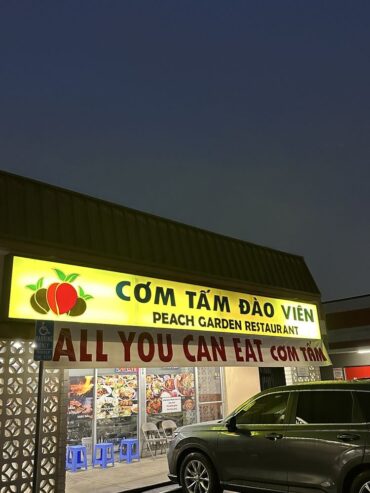 CƠM TẤM ĐÀO VIÊN
PEACH GARDEN RESTAURANT
ALL YOU CAN EAT CƠM TẤM